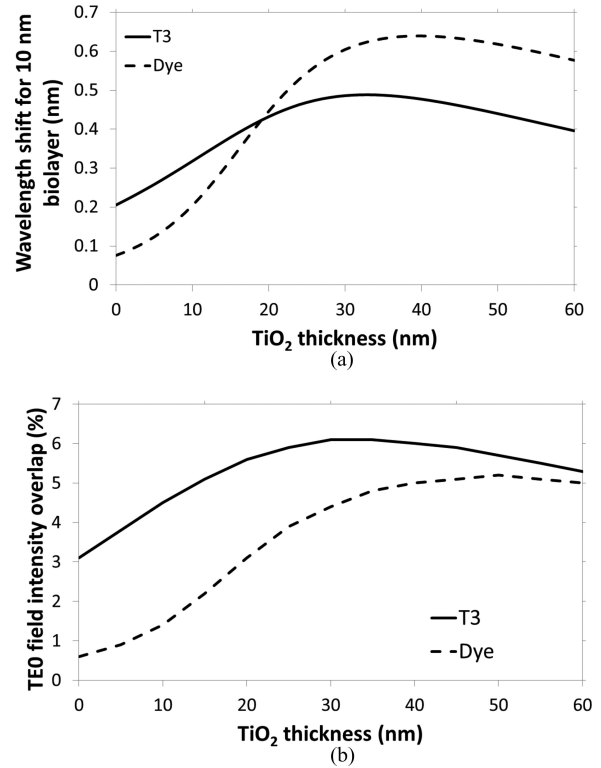 Wavelength shift for 10 nm
biolayer (nm)
0.7
0.6
0.5
0.4
0.3
0.2
0.1
0
T3
Dye
0 10 20 30 40 50 60
TiO₂ thickness (nm)
(a)
TE0 field intensity overlap (%)
7
6
5
4
3
2
1
0
T3
Dye
0 10 20 30 40 50 60
TiO₂ thickness (nm)
(b)